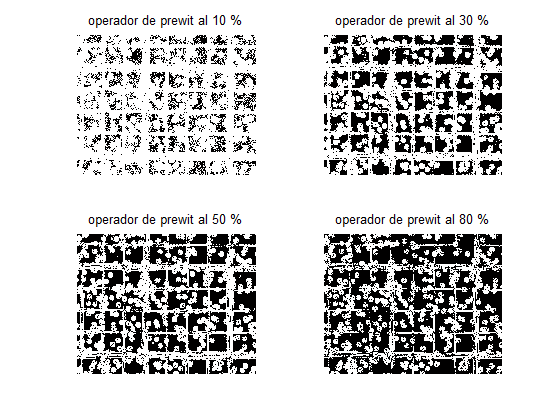 operador de prewit al 10 %
operador de prewit al 30 %
operador de prewit al 50 %
operador de prewit al 80 %